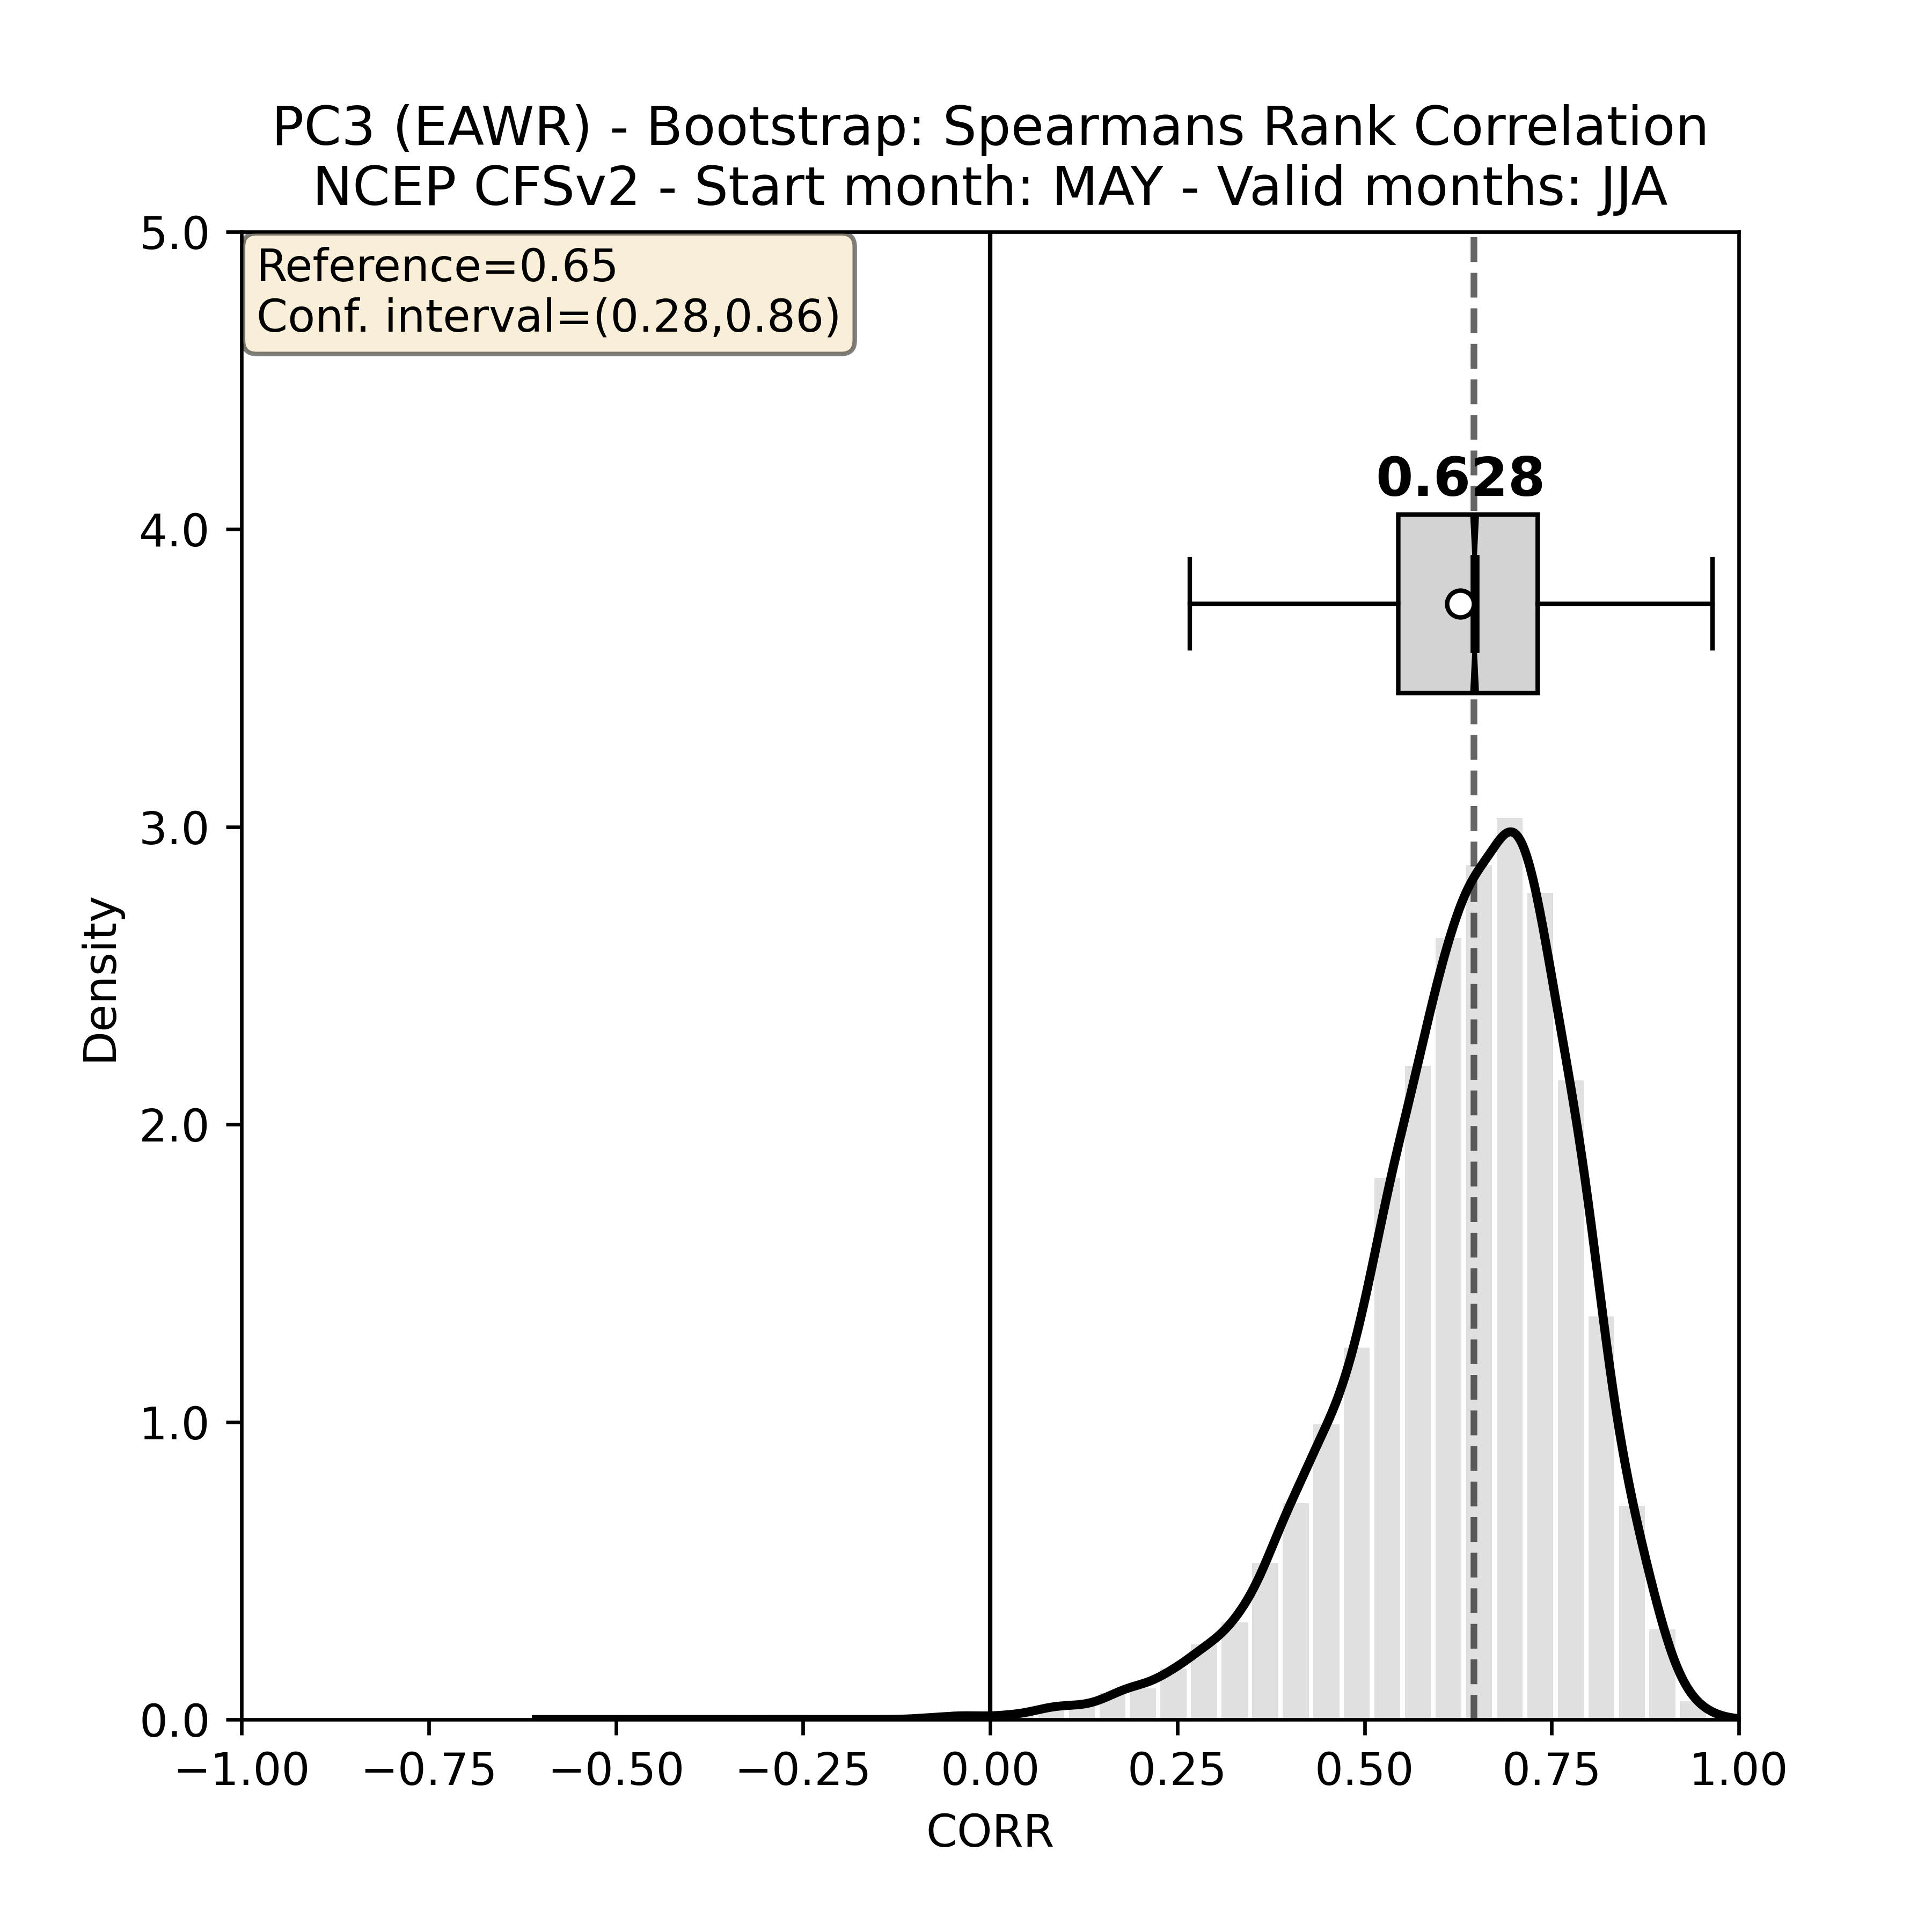 PC3 (EAWR) - Bootstrap: Spearmans Rank Correlation
NCEP CFSv2 - Start month: MAY - Valid months: JJA
Reference=0.65
Conf. interval=(0.28,0.86)
0.628
5.0
4.0
3.0
2.0
1.0
0.0
Density
−1.00 −0.75 −0.50 −0.25 0.00 0.25 0.50 0.75 1.00
CORR